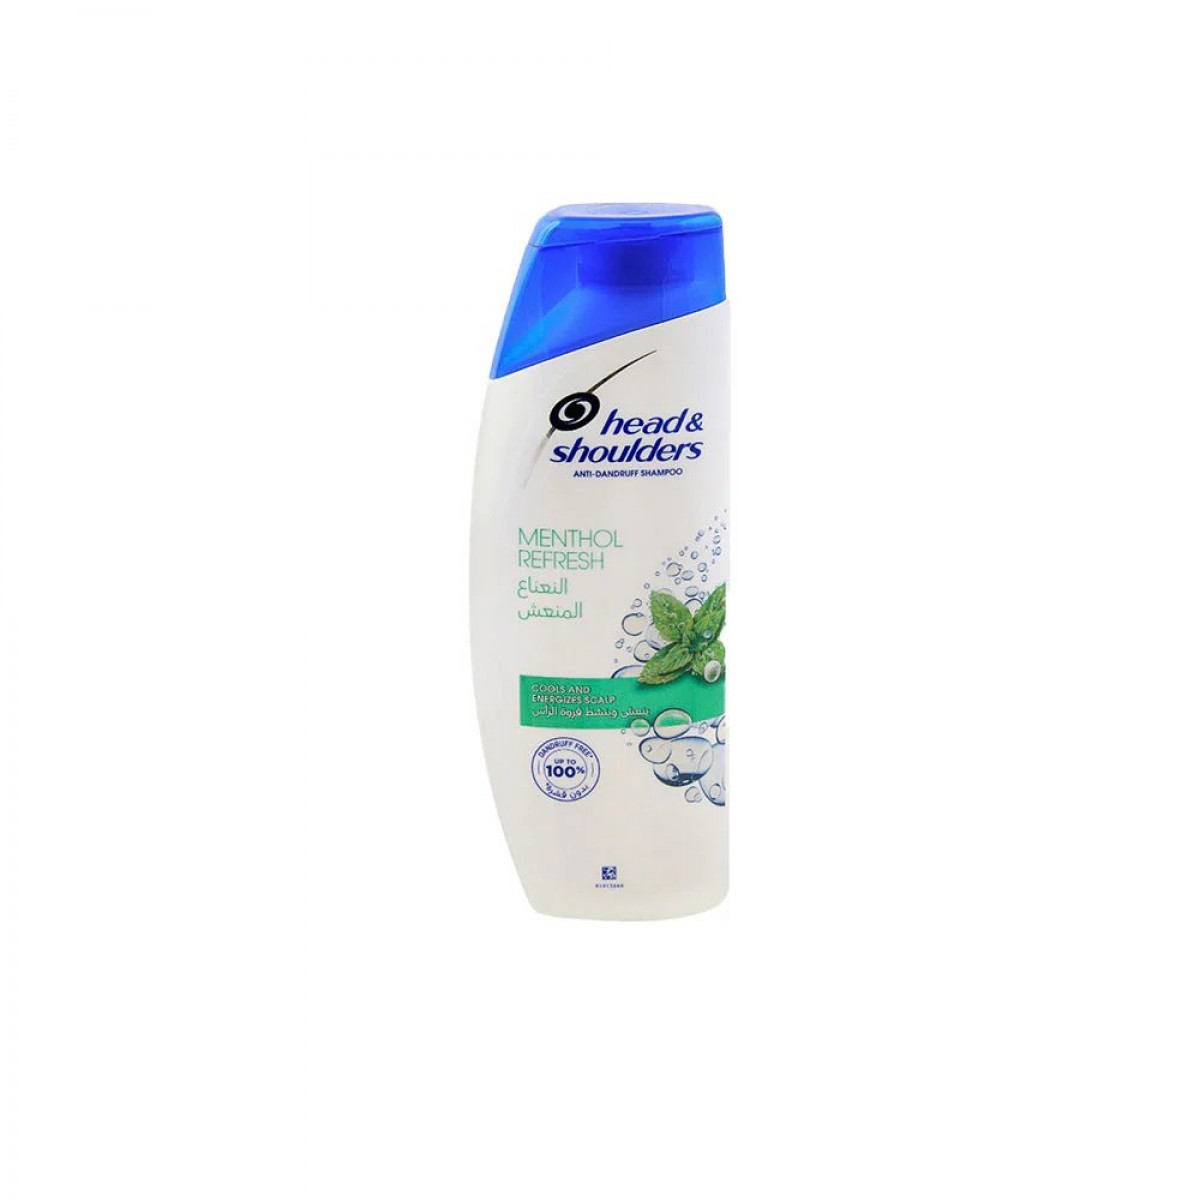 head &
shoulders
ANTI-DANDRUFF SHAMPOO
MENTHOL
REFRESH
النعناع
المنعش
COOLS AND
ENERGIZES SCALP
ينعش وينشط فروة الرأس
DANDRUFF FREE*
UP TO
100%
بدون قشرة*